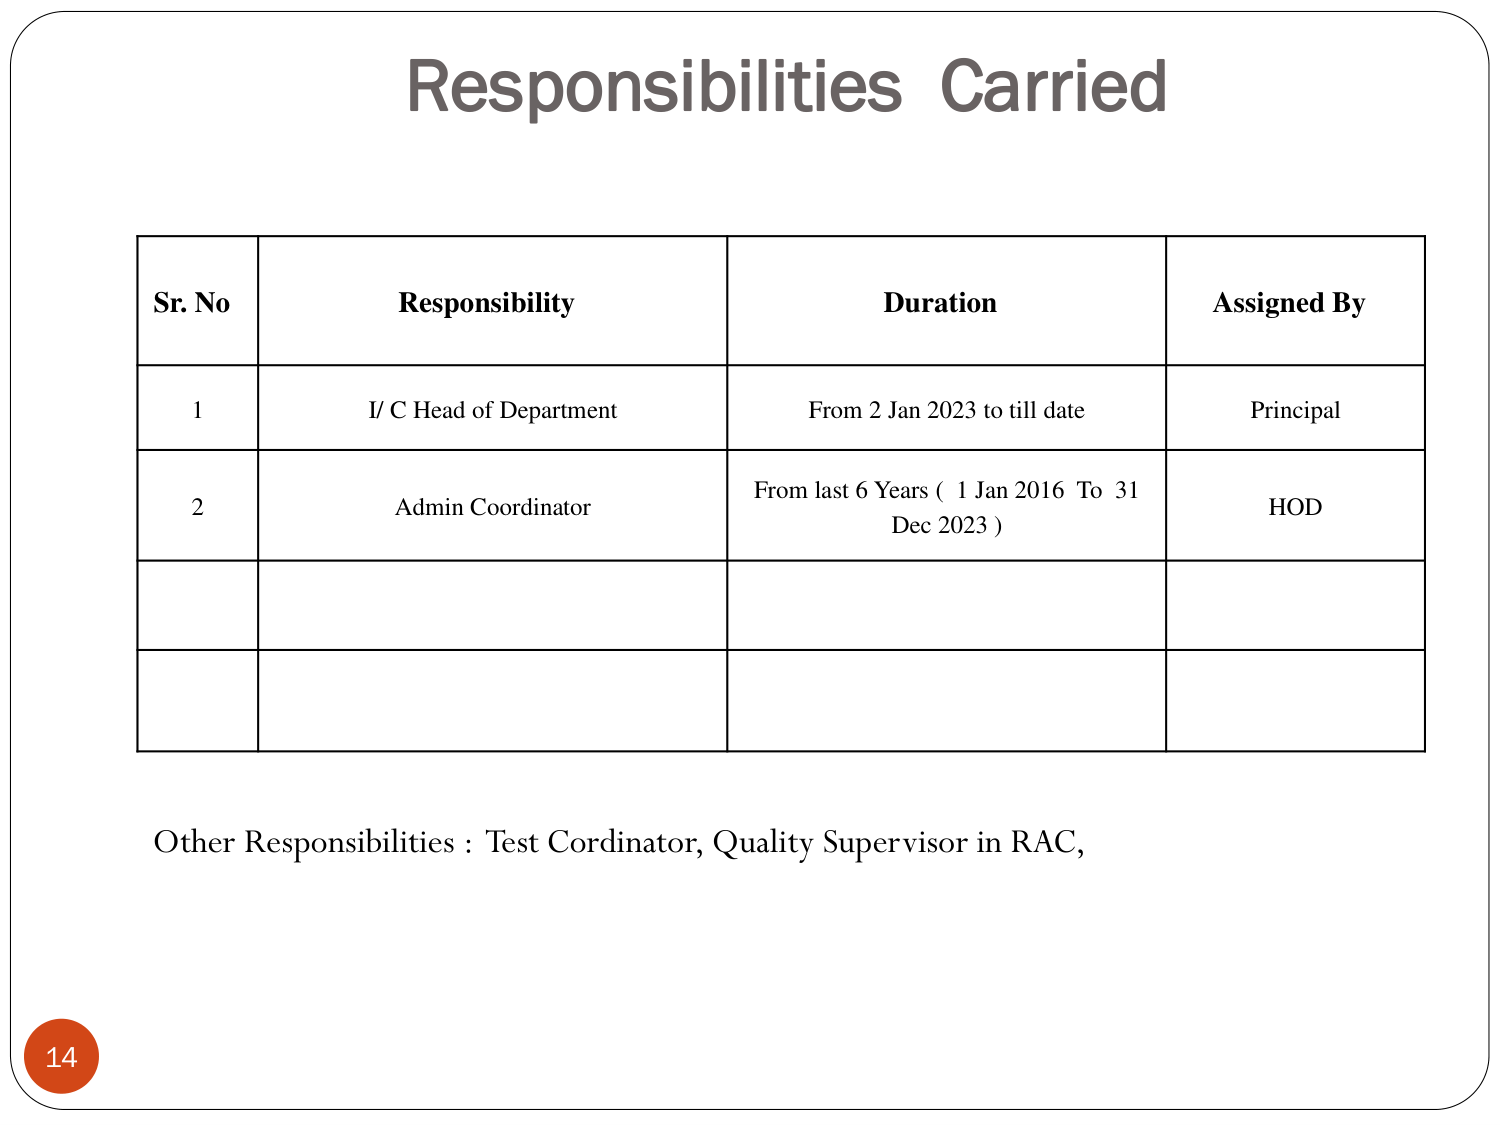 Responsibilities Carried
Sr. No Responsibility Duration Assigned By
1 I/ C Head of Department From 2 Jan 2023 to till date Principal
2 Admin Coordinator From last 6 Years ( 1 Jan 2016 To 31 Dec 2023 ) HOD
Other Responsibilities : Test Cordinator, Quality Supervisor in RAC,
14